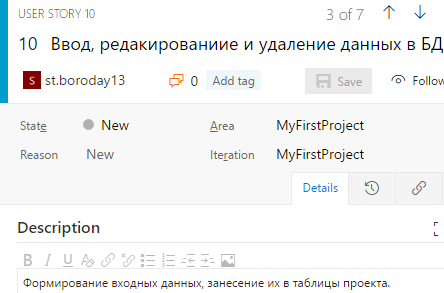 USER STORY 10
3 of 7
10 Ввод, редакированиие и удаление данных в БД
S st.boroday13
0
Add tag
Save
Follow
State New
Area MyFirstProject
Reason New
Iteration MyFirstProject
Details
Description
B I U
Формирование входных данных, занесение их в таблицы проекта.